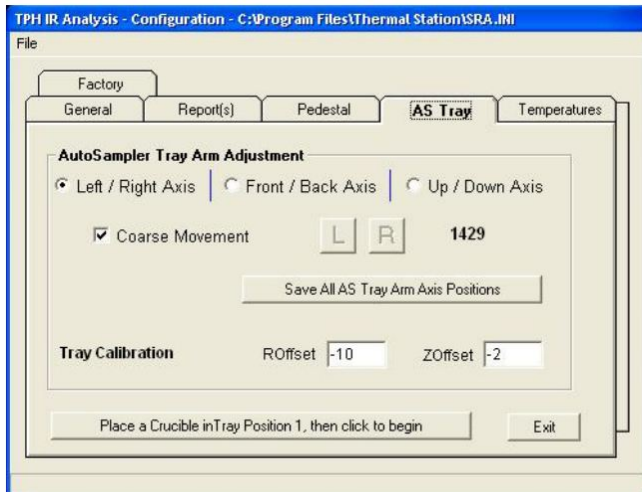 TPH IR Analysis - Configuration - C:\Program Files\Thermal Station\SRA.INI
File
Factory
General Report(s) Pedestal AS Tray Temperatures
AutoSampler Tray Arm Adjustment
Left / Right Axis Front / Back Axis Up / Down Axis
Coarse Movement L R 1429
Save All AS Tray Arm Axis Positions
Tray Calibration ROffset -10 ZOffset -2
Place a Crucible inTray Position 1, then click to begin Exit